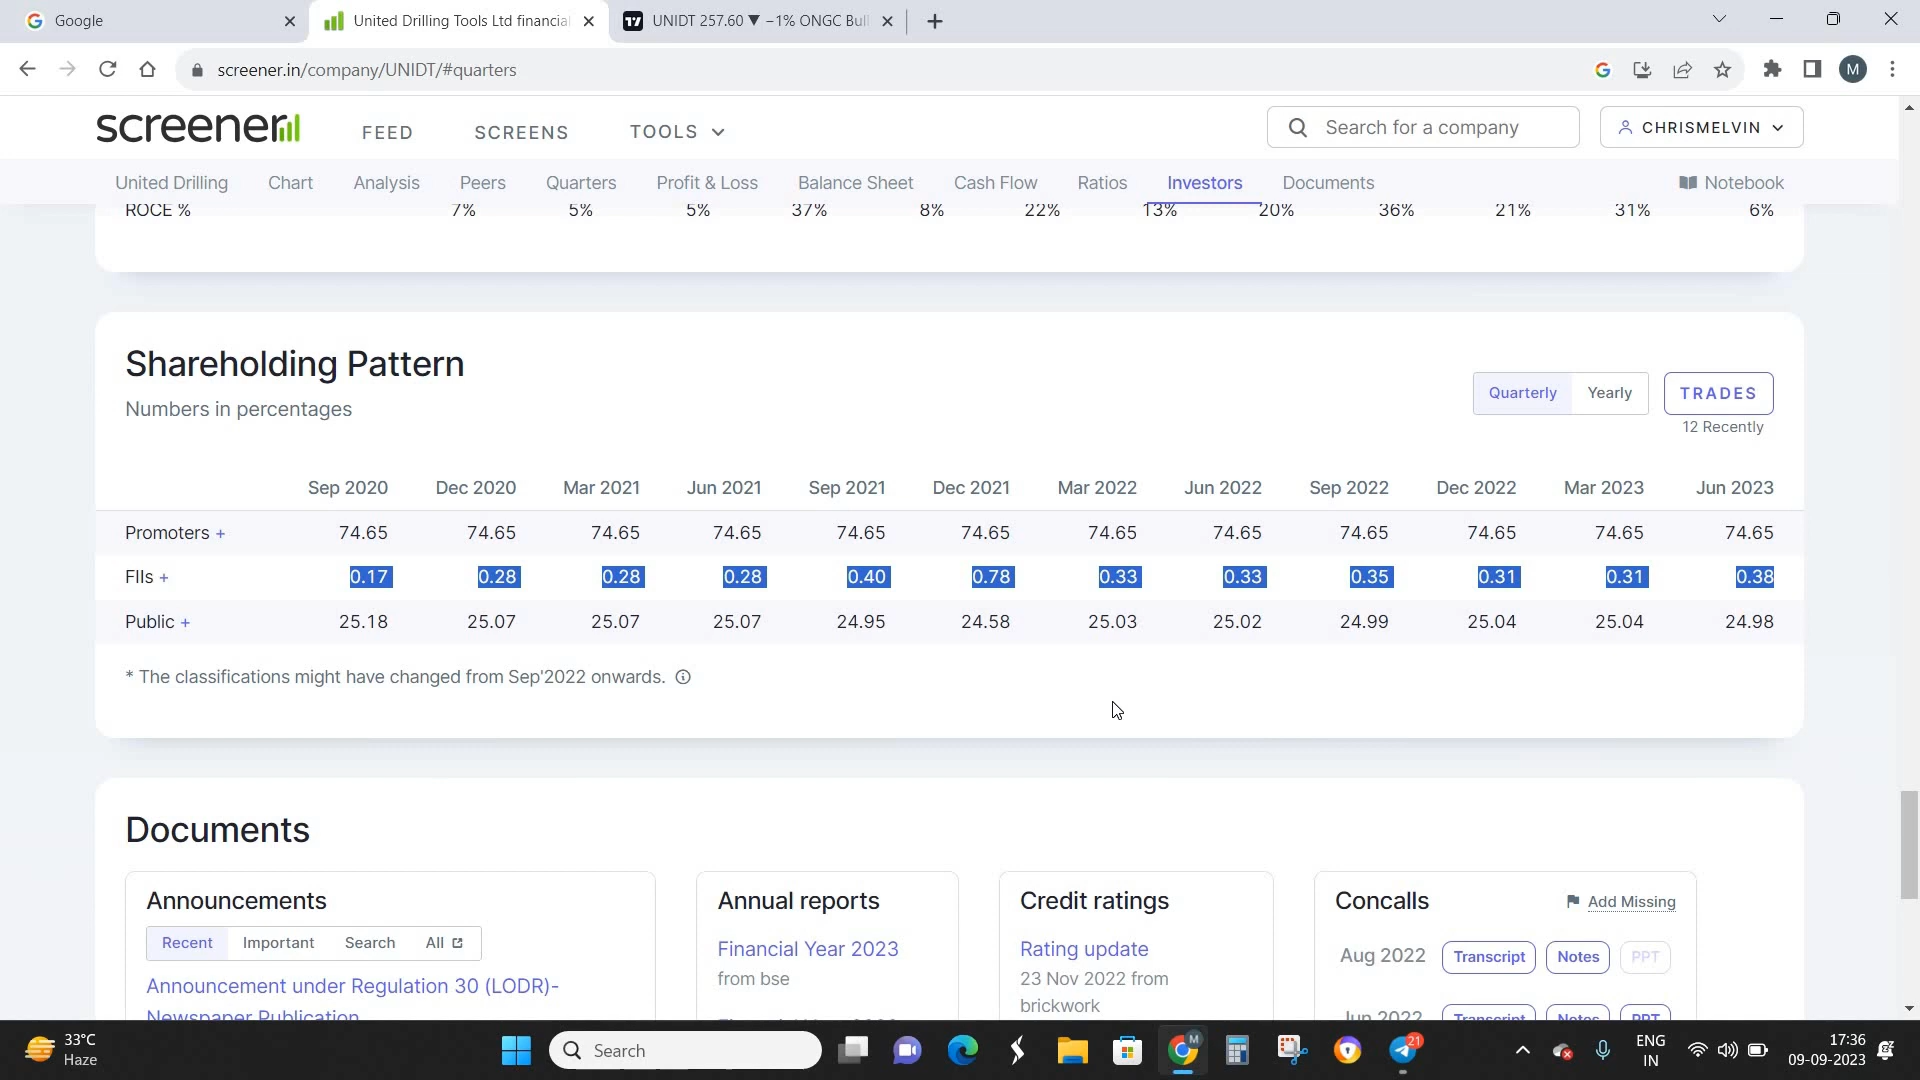 Google
United Drilling Tools Ltd financia
UNIDT 257.60 ▼ −1% ONGC Bull
screener.in/company/UNIDT/#quarters
M
screener
FEED
SCREENS
TOOLS
Search for a company
CHRISMELVIN
United Drilling Chart Analysis Peers Quarters Profit & Loss Balance Sheet Cash Flow Ratios Investors Documents Notebook
ROCE % 7% 5% 5% 37% 8% 22% 13% 20% 36% 21% 31% 6%
Shareholding Pattern
Numbers in percentages
Quarterly Yearly TRADES
12 Recently
Sep 2020 Dec 2020 Mar 2021 Jun 2021 Sep 2021 Dec 2021 Mar 2022 Jun 2022 Sep 2022 Dec 2022 Mar 2023 Jun 2023
Promoters + 74.65 74.65 74.65 74.65 74.65 74.65 74.65 74.65 74.65 74.65 74.65 74.65
FIIs + 0.17 0.28 0.28 0.28 0.40 0.78 0.33 0.33 0.35 0.31 0.31 0.38
Public + 25.18 25.07 25.07 25.07 24.95 24.58 25.03 25.02 24.99 25.04 25.04 24.98
* The classifications might have changed from Sep'2022 onwards.
Documents
Announcements
Recent Important Search All
Announcement under Regulation 30 (LODR)-
Newspaper Publication
Annual reports
Financial Year 2023
from bse
Credit ratings
Rating update
23 Nov 2022 from
brickwork
Concalls
Add Missing
Aug 2022 Transcript Notes PPT
Jun 2022 Transcript Notes PPT
33°C
Haze
Search
M
21
ENG
IN
17:36
09-09-2023